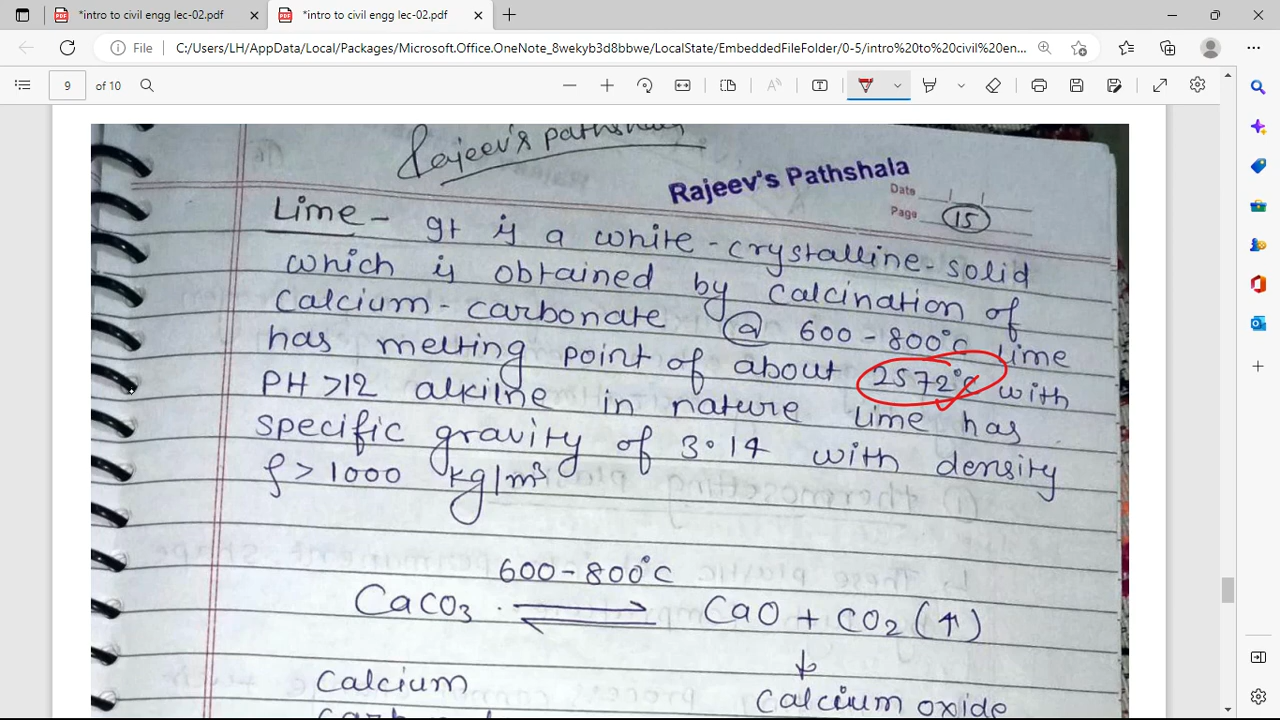 *intro to civil engg lec-02.pdf
*intro to civil engg lec-02.pdf
File
C:/Users/LH/AppData/Local/Packages/Microsoft.Office.OneNote_8wekyb3d8bbwe/LocalState/EmbeddedFileFolder/0-5/intro%20to%20civil%20en...
9 of 10
Rajeev's pathshala
Rajeev's Pathshala
Date
Page 15
Lime - It is a white-crystalline-solid
which is obtained by calcination of
calcium-carbonate @ 600-800°C lime
has melting point of about 2572°C with
PH >12 alkilne in nature lime has
specific gravity of 3.14 with density
ρ > 1000 kg/m³
600-800°C
CaCO₃ ⇌ CaO + CO₂ (↑)
↓
Calcium
Calcium oxide